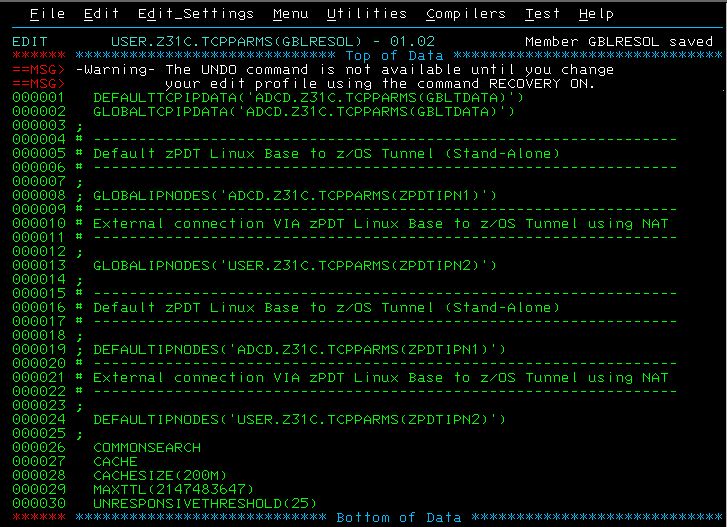 File  Edit  Edit_Settings  Menu  Utilities  Compilers  Test  Help
EDIT       USER.Z31C.TCPPARMS(GBLRESOL) - 01.02          Member GBLRESOL saved
****** **************************** Top of Data ******************************
==MSG> -Warning- The UNDO command is not available until you change
==MSG>           your edit profile using the command RECOVERY ON.
000001   DEFAULTTCPIPDATA('ADCD.Z31C.TCPPARMS(GBLTDATA)')
000002   GLOBALTCPIPDATA('ADCD.Z31C.TCPPARMS(GBLTDATA)')
000003 ;
000004 # -----------------------------------------------------------------
000005 # Default zPDT Linux Base to z/OS Tunnel (Stand-Alone)
000006 # -----------------------------------------------------------------
000007 ;
000008 ; GLOBALIPNODES('ADCD.Z31C.TCPPARMS(ZPDTIPN1)')
000009 # -----------------------------------------------------------------
000010 # External connection VIA zPDT Linux Base to z/OS Tunnel using NAT
000011 # -----------------------------------------------------------------
000012 ;
000013   GLOBALIPNODES('USER.Z31C.TCPPARMS(ZPDTIPN2)')
000014 ;
000015 # -----------------------------------------------------------------
000016 # Default zPDT Linux Base to z/OS Tunnel (Stand-Alone)
000017 # -----------------------------------------------------------------
000018 ;
000019 ; DEFAULTIPNODES('ADCD.Z31C.TCPPARMS(ZPDTIPN1)')
000020 # -----------------------------------------------------------------
000021 # External connection VIA zPDT Linux Base to z/OS Tunnel using NAT
000022 # -----------------------------------------------------------------
000023 ;
000024   DEFAULTIPNODES('USER.Z31C.TCPPARMS(ZPDTIPN2)')
000025 ;
000026   COMMONSEARCH
000027   CACHE
000028   CACHESIZE(200M)
000029   MAXTTL(2147483647)
000030   UNRESPONSIVETHRESHOLD(25)
****** *************************** Bottom of Data ****************************